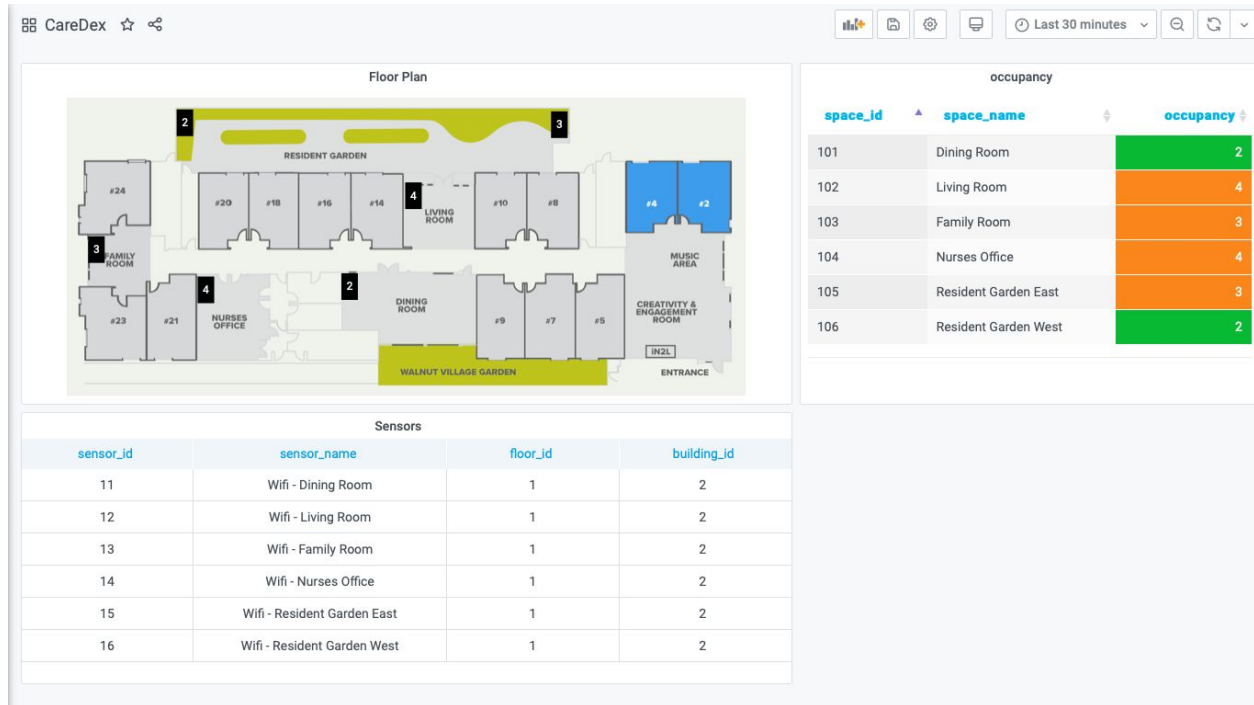 CareDex
Last 30 minutes
Floor Plan
2
3
RESIDENT GARDEN
#24
#20
#18
#16
#14
4
LIVING
ROOM
#10
#8
#4
#2
3
FAMILY
ROOM
MUSIC
AREA
4
2
#23
#21
NURSES
OFFICE
DINING
ROOM
#9
#7
#5
CREATIVITY &
ENGAGEMENT
ROOM
iN2L
WALNUT VILLAGE GARDEN
ENTRANCE
occupancy
space_id space_name occupancy
101 Dining Room 2
102 Living Room 4
103 Family Room 3
104 Nurses Office 4
105 Resident Garden East 3
106 Resident Garden West 2
Sensors
sensor_id sensor_name floor_id building_id
11 Wifi - Dining Room 1 2
12 Wifi - Living Room 1 2
13 Wifi - Family Room 1 2
14 Wifi - Nurses Office 1 2
15 Wifi - Resident Garden East 1 2
16 Wifi - Resident Garden West 1 2